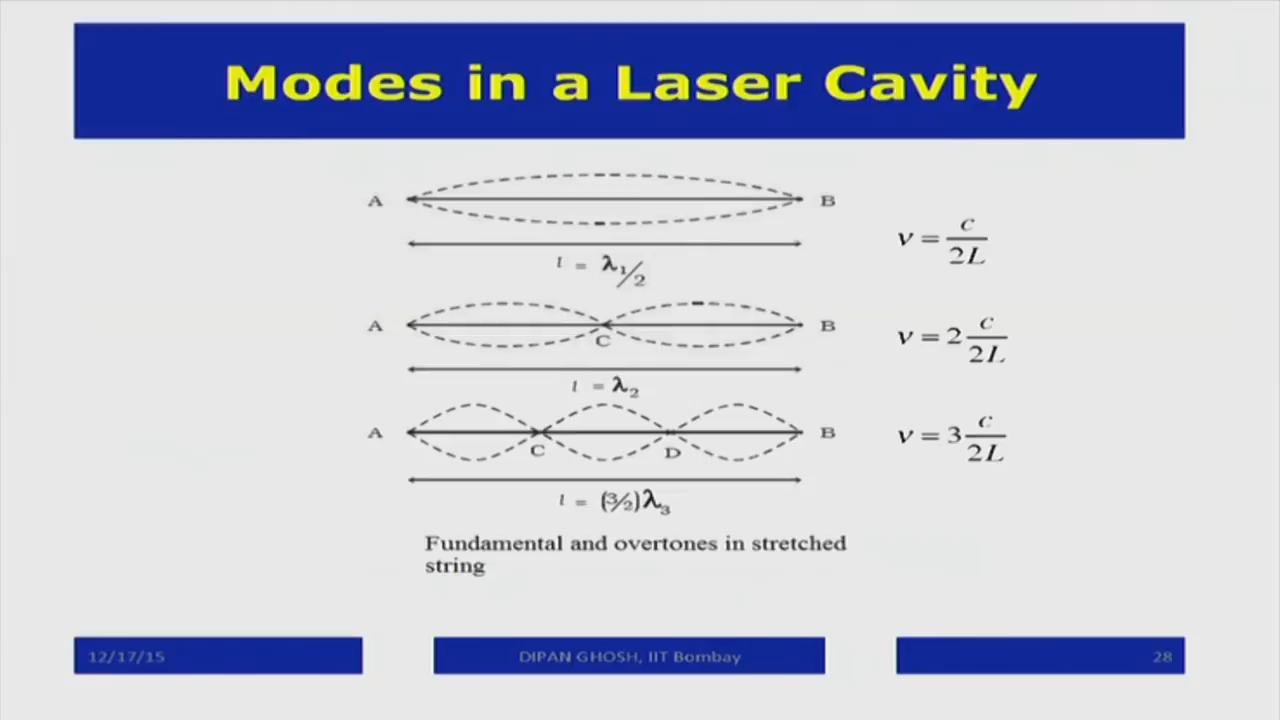 Modes in a Laser Cavity
A B
l = λ1/2
ν = c/2L
A C B
l = λ2
ν = 2 c/2L
A C D B
l = (3/2)λ3
ν = 3 c/2L
Fundamental and overtones in stretched
string
12/17/15 DIPAN GHOSH, IIT Bombay 28